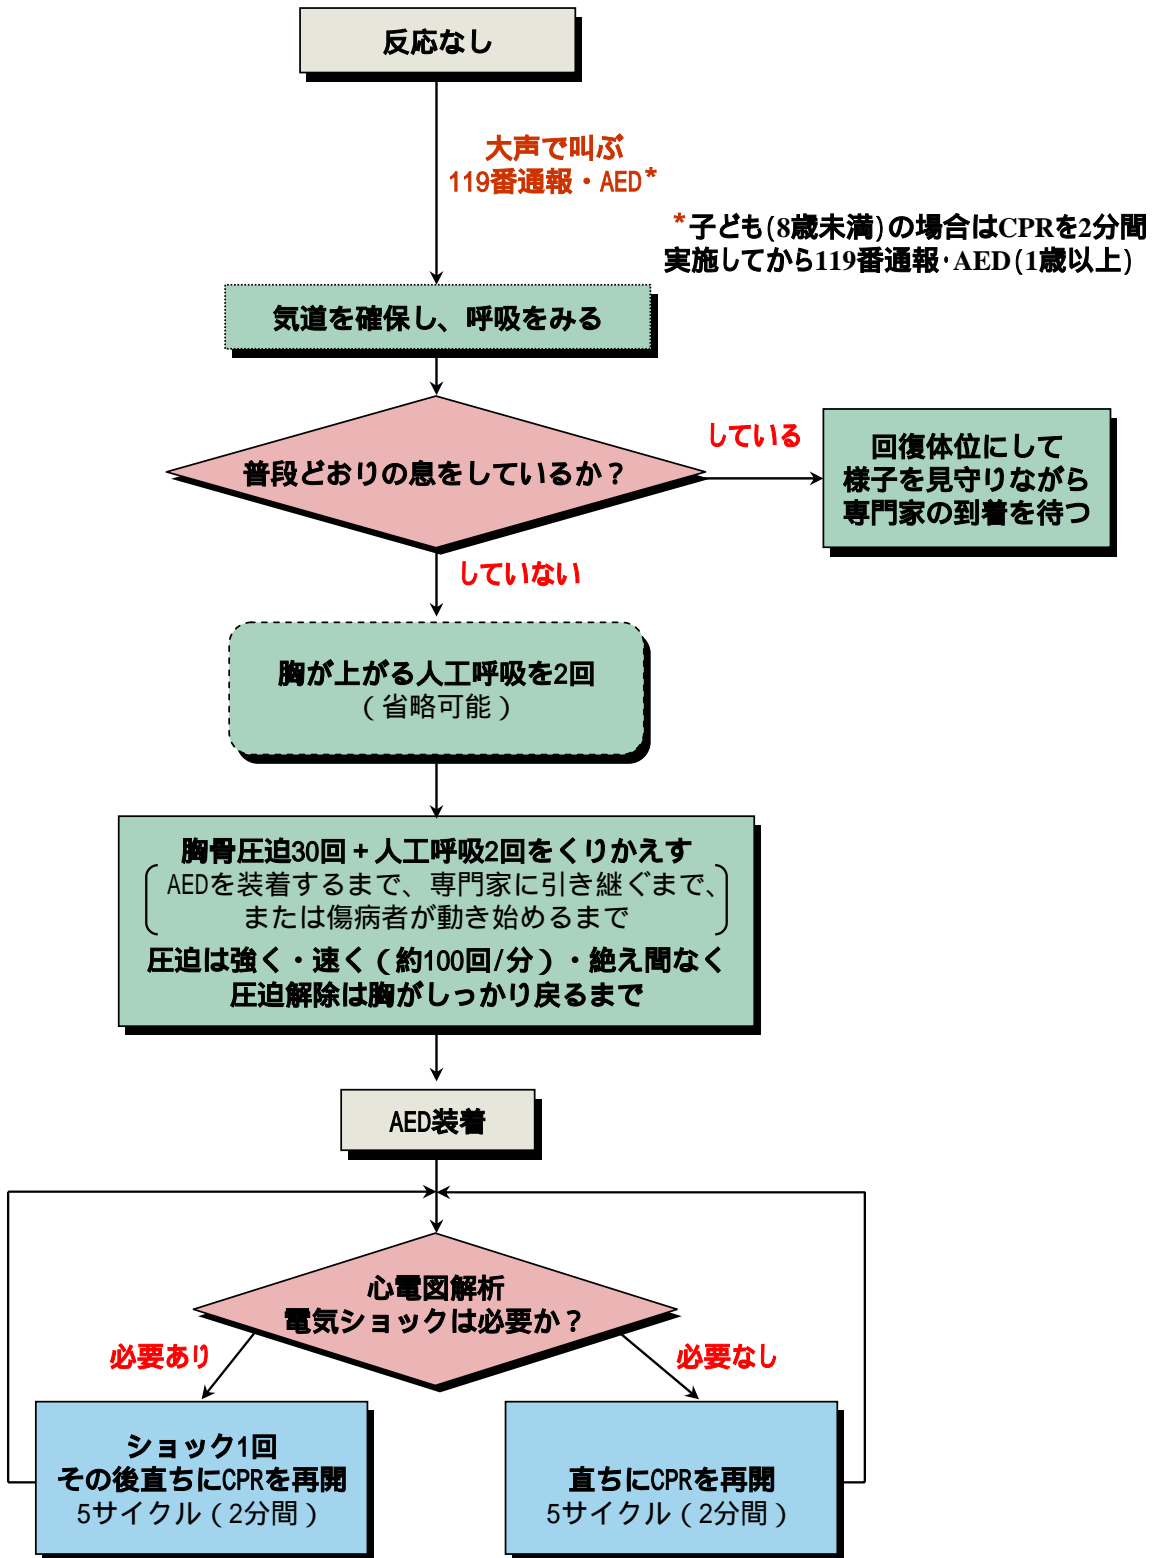 反応なし
大声で叫ぶ
119番通報・AED*
*子ども(8歳未満)の場合はCPRを2分間
実施してから119番通報・AED(1歳以上)
気道を確保し、呼吸をみる
普段どおりの息をしているか？
している
回復体位にして
様子を見守りながら
専門家の到着を待つ
していない
胸が上がる人工呼吸を2回
（省略可能）
胸骨圧迫30回＋人工呼吸2回をくりかえす
AEDを装着するまで、専門家に引き継ぐまで、
または傷病者が動き始めるまで
圧迫は強く・速く（約100回/分）・絶え間なく
圧迫解除は胸がしっかり戻るまで
AED装着
心電図解析
電気ショックは必要か？
必要あり
必要なし
ショック1回
その後直ちにCPRを再開
5サイクル（2分間）
直ちにCPRを再開
5サイクル（2分間）